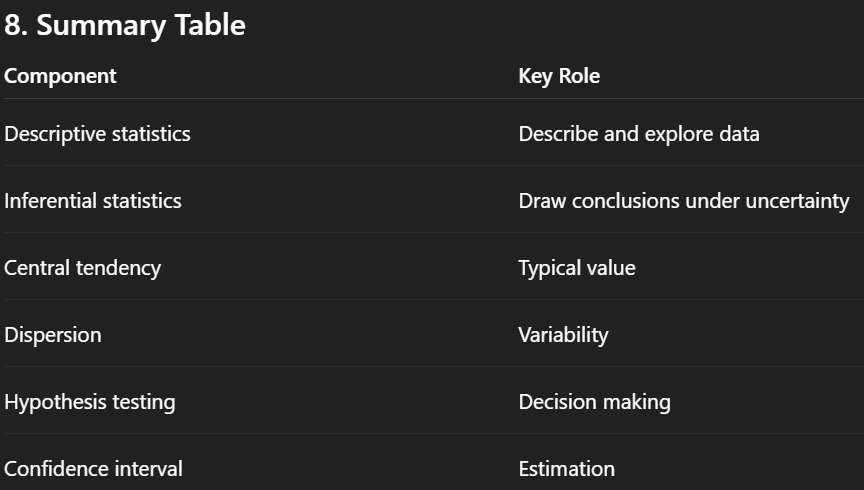 8. Summary Table
Component Key Role
Descriptive statistics Describe and explore data
Inferential statistics Draw conclusions under uncertainty
Central tendency Typical value
Dispersion Variability
Hypothesis testing Decision making
Confidence interval Estimation